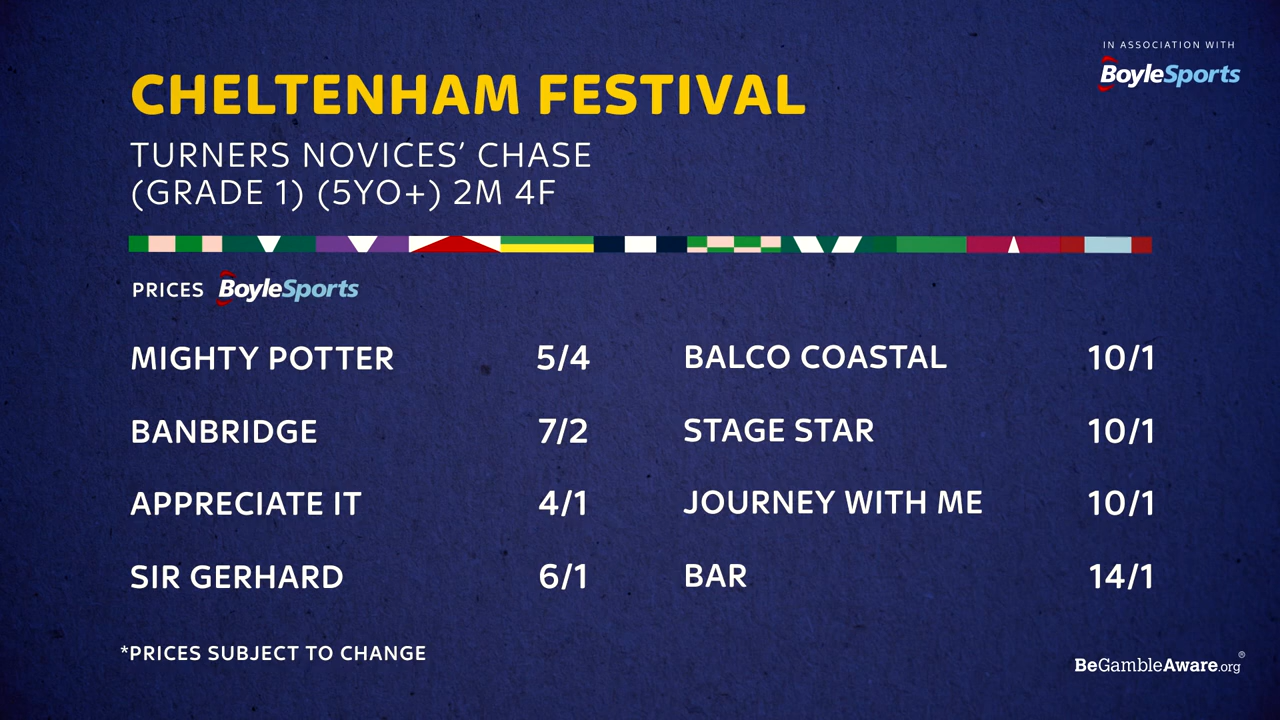 IN ASSOCIATION WITH
BoyleSports
CHELTENHAM FESTIVAL
TURNERS NOVICES’ CHASE
(GRADE 1) (5YO+) 2M 4F
PRICES BoyleSports
MIGHTY POTTER 5/4
BANBRIDGE 7/2
APPRECIATE IT 4/1
SIR GERHARD 6/1
BALCO COASTAL 10/1
STAGE STAR 10/1
JOURNEY WITH ME 10/1
BAR 14/1
*PRICES SUBJECT TO CHANGE
BeGambleAware.org®